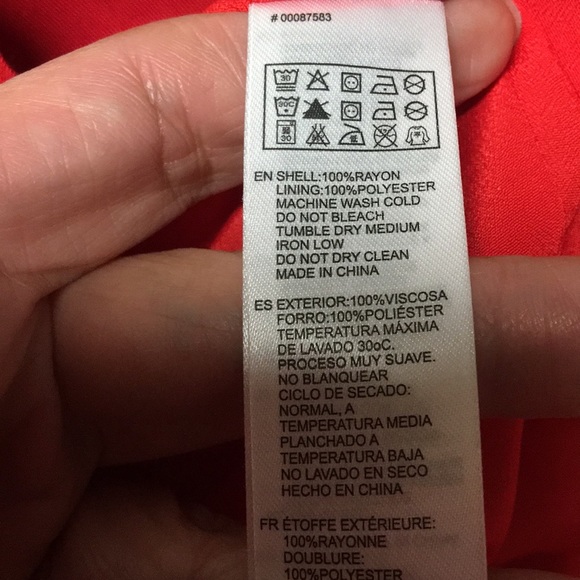 # 00087583
30
30C
30
EN SHELL:100%RAYON
LINING:100%POLYESTER
MACHINE WASH COLD
DO NOT BLEACH
TUMBLE DRY MEDIUM
IRON LOW
DO NOT DRY CLEAN
MADE IN CHINA
ES EXTERIOR:100%VISCOSA
FORRO:100%POLIÉSTER
TEMPERATURA MÁXIMA
DE LAVADO 30oC.
PROCESO MUY SUAVE.
NO BLANQUEAR
CICLO DE SECADO:
NORMAL, A
TEMPERATURA MEDIA
PLANCHADO A
TEMPERATURA BAJA
NO LAVADO EN SECO
HECHO EN CHINA
FR ÉTOFFE EXTÉRIEURE:
100%RAYONNE
DOUBLURE:
100%POLYESTER